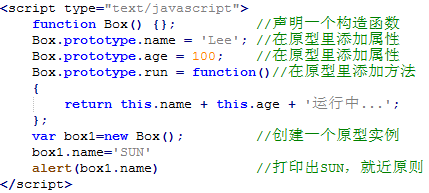 <script type="text/javascript">
    function Box() {};          //声明一个构造函数
    Box.prototype.name = 'Lee'; //在原型里添加属性
    Box.prototype.age = 100;    //在原型里添加属性
    Box.prototype.run = function()//在原型里添加方法
    {
        return this.name + this.age + '运行中...';
    };
    var box1=new Box();         //创建一个原型实例
    box1.name='SUN'
    alert(box1.name)            //打印出SUN，就近原则
</script>